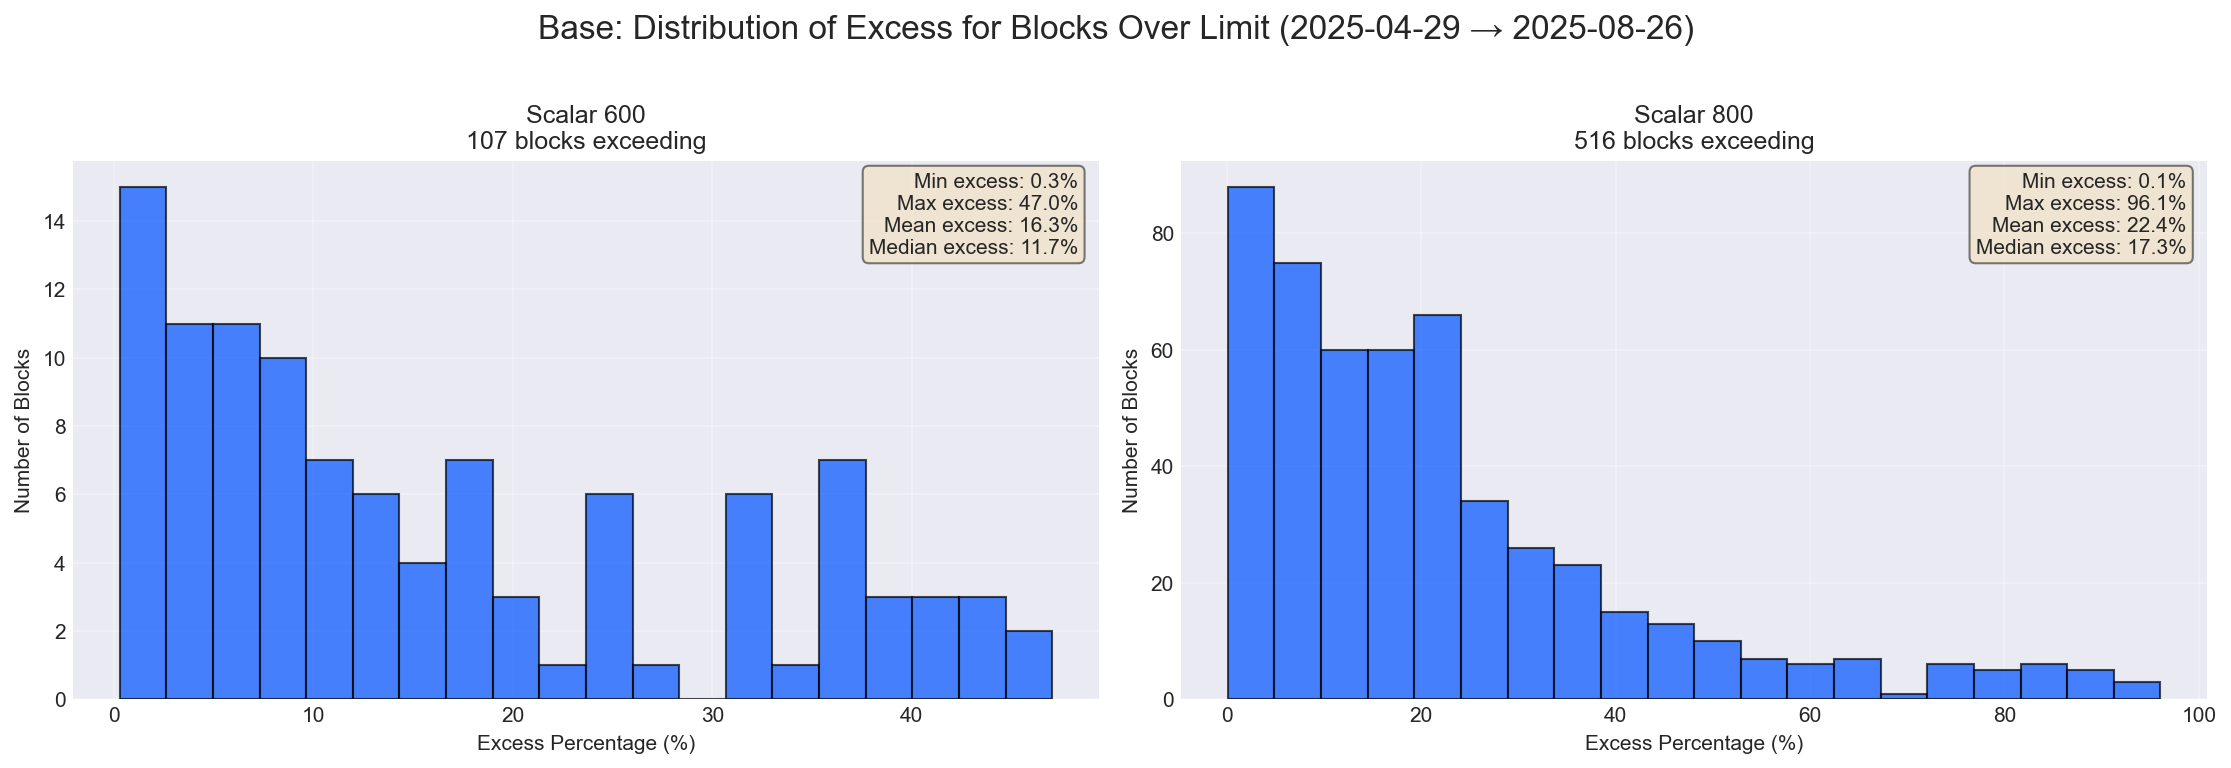 Base: Distribution of Excess for Blocks Over Limit (2025-04-29 → 2025-08-26)
Scalar 600
107 blocks exceeding
Min excess: 0.3%
Max excess: 47.0%
Mean excess: 16.3%
Median excess: 11.7%
Number of Blocks
14
12
10
8
6
4
2
0
0
10
20
30
40
Excess Percentage (%)
Scalar 800
516 blocks exceeding
Min excess: 0.1%
Max excess: 96.1%
Mean excess: 22.4%
Median excess: 17.3%
Number of Blocks
80
60
40
20
0
0
20
40
60
80
100
Excess Percentage (%)